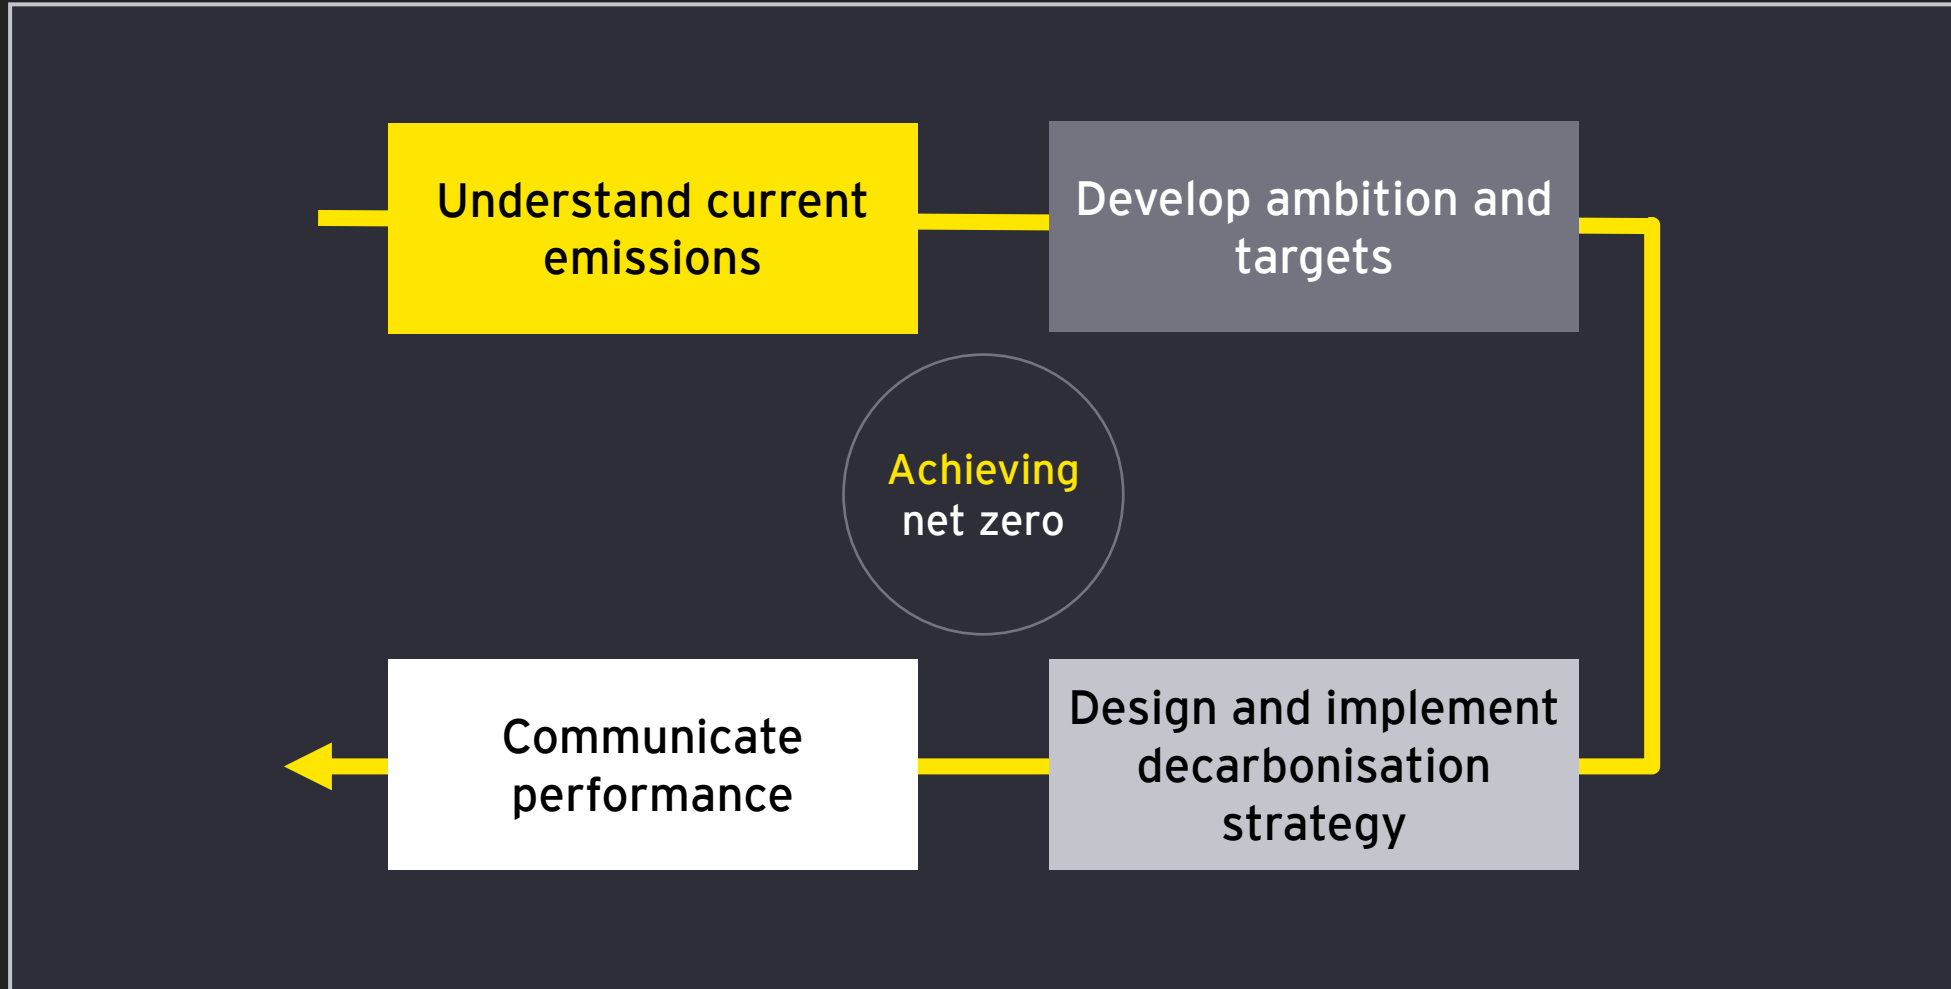 Understand current
emissions
Develop ambition and
targets
Achieving
net zero
Design and implement
decarbonisation
strategy
Communicate
performance